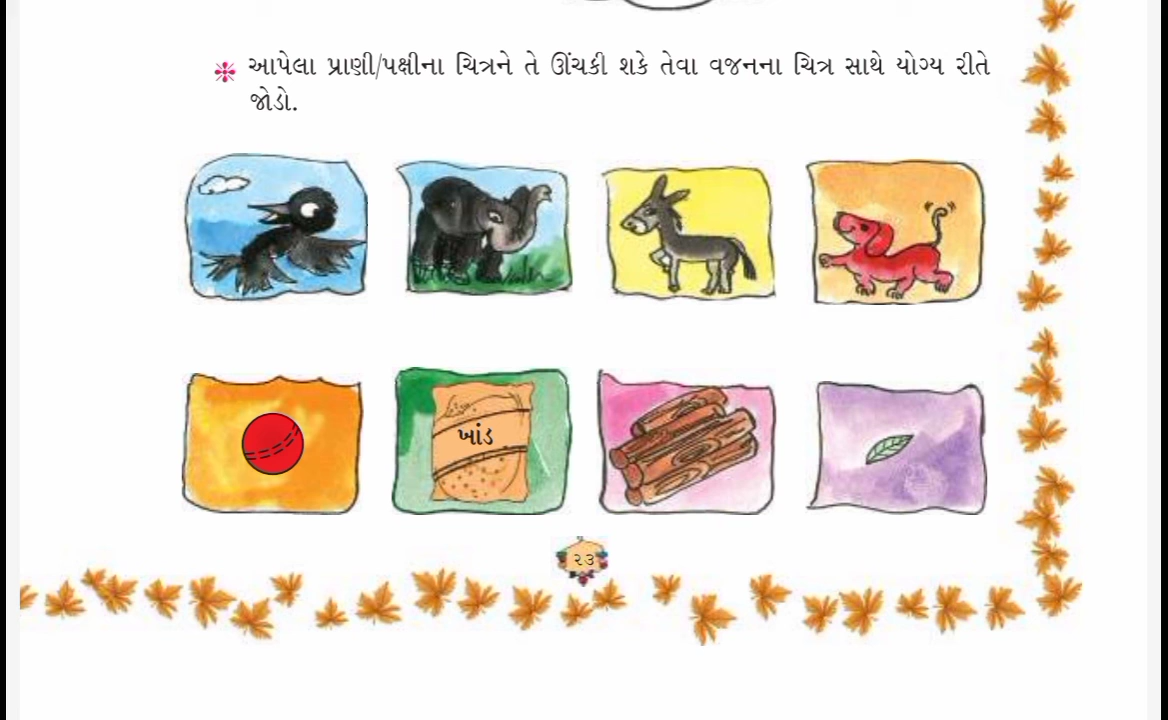 આપેલા પ્રાણી/પક્ષીના ચિત્રને તે ઊંચકી શકે તેવા વજનના ચિત્ર સાથે યોગ્ય રીતે
જોડો.
ખાંડ
૨૩